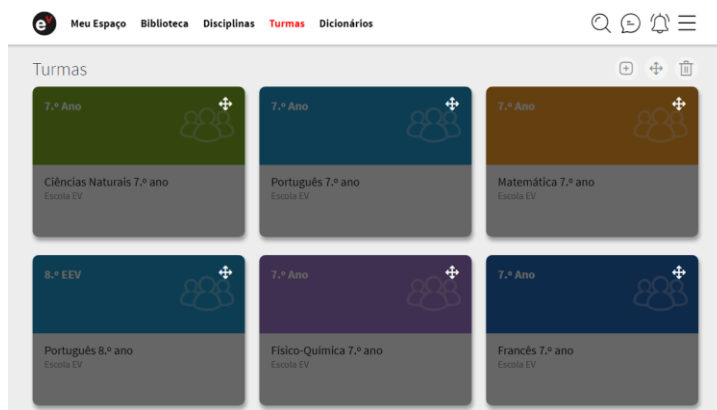 ev Meu Espaço Biblioteca Disciplinas Turmas Dicionários
Turmas
7.º Ano
Ciências Naturais 7.º ano
Escola EV
7.º Ano
Português 7.º ano
Escola EV
7.º Ano
Matemática 7.º ano
Escola EV
8.º EEV
Português 8.º ano
Escola EV
7.º Ano
Físico-Química 7.º ano
Escola EV
7.º Ano
Francês 7.º ano
Escola EV